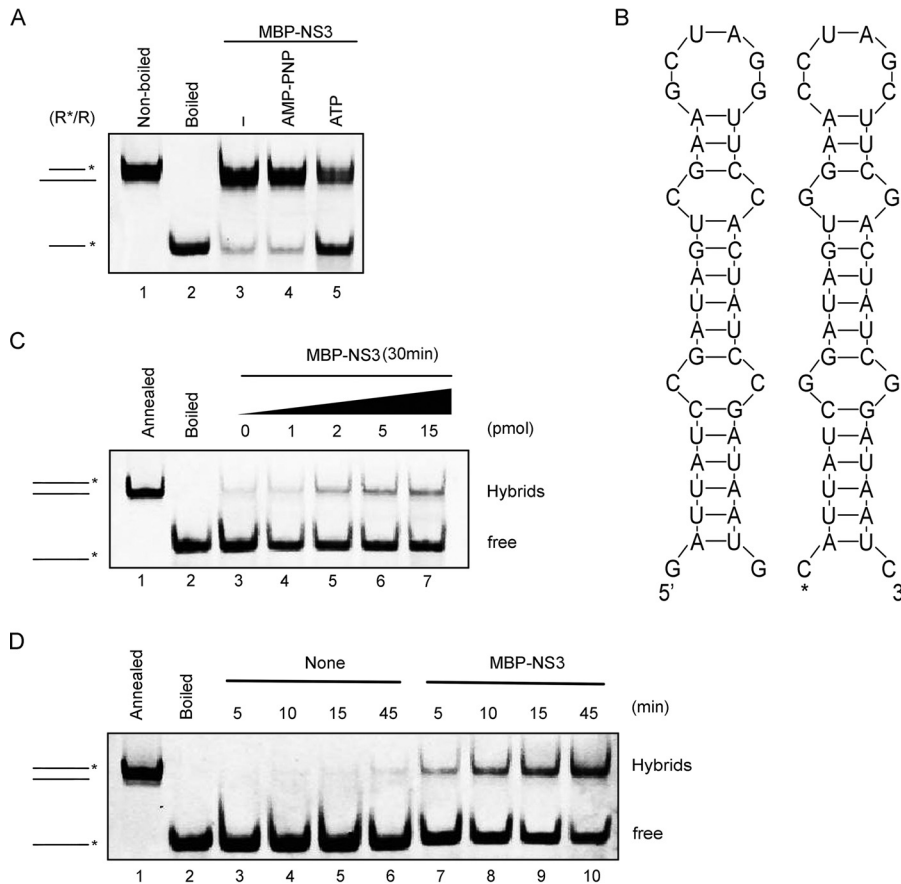 A
MBP-NS3
(R*/R)
Non-boiled
Boiled
–
AMP-PNP
ATP
*
*
1 2 3 4 5
B
U A U A
C G C G
G G C C
A U A U
A U A U
G C G C
C C G G
U A U A
G C G C
A U A U
U A U A
A U A U
G C G C
C C G G
C G C G
U A U A
A U A U
U A U A
U A U A
A U A U
G G C C
5' * 3
C
MBP-NS3(30min)
Annealed
Boiled
0 1 2 5 15 (pmol)
*
Hybrids
free
*
1 2 3 4 5 6 7
D
None MBP-NS3
Annealed
Boiled
5 10 15 45 5 10 15 45 (min)
*
Hybrids
free
*
1 2 3 4 5 6 7 8 9 10